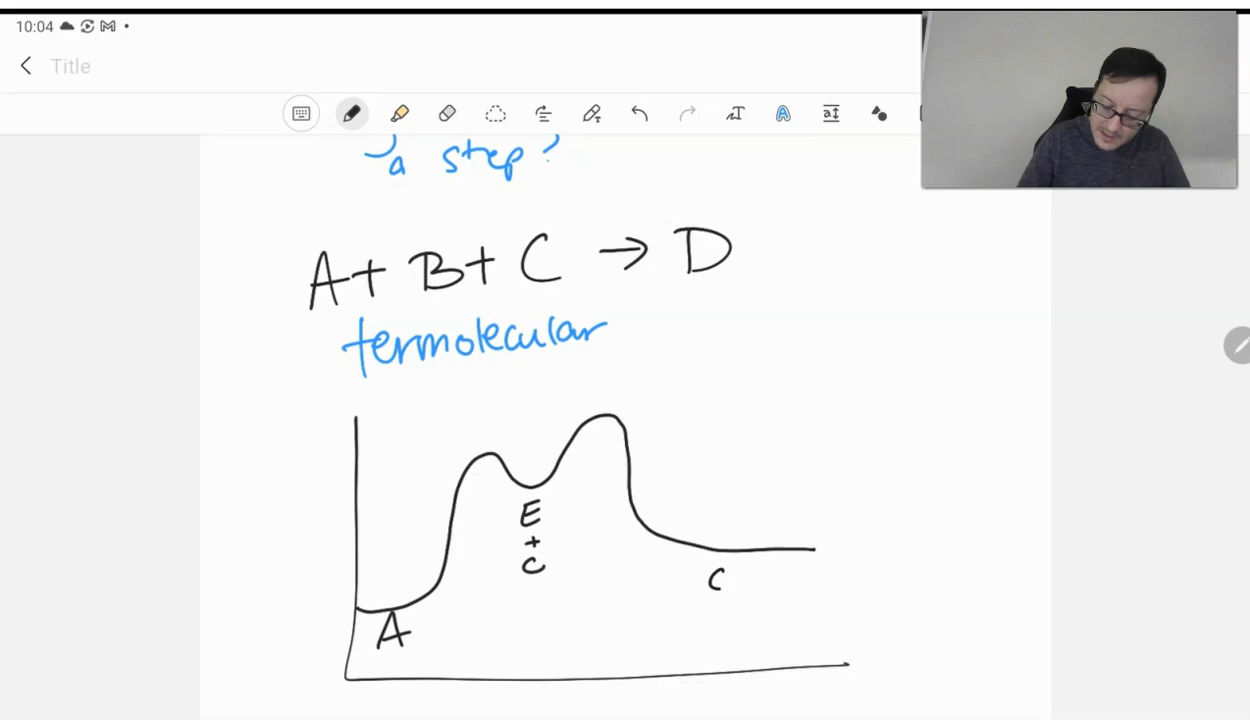 10:04
Title
a step?
A + B + C → D
termolecular
E
+
C
C
A